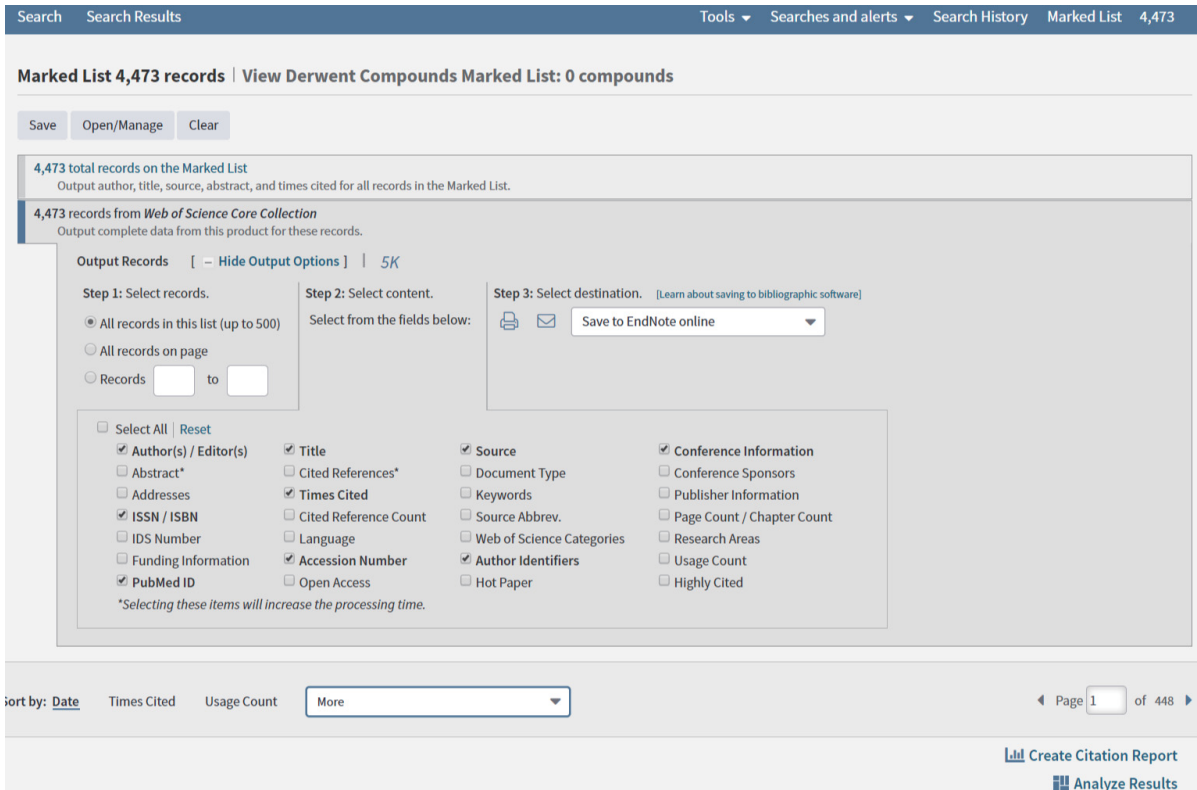 Search Search Results Tools Searches and alerts Search History Marked List 4,473
Marked List 4,473 records | View Derwent Compounds Marked List: 0 compounds
Save Open/Manage Clear
4,473 total records on the Marked List
Output author, title, source, abstract, and times cited for all records in the Marked List.
4,473 records from Web of Science Core Collection
Output complete data from this product for these records.
Output Records [ – Hide Output Options ] | 5K
Step 1: Select records. Step 2: Select content. Step 3: Select destination. [Learn about saving to bibliographic software]
All records in this list (up to 500) Select from the fields below: Save to EndNote online
All records on page
Records to
Select All | Reset
Author(s) / Editor(s) Title Source Conference Information
Abstract* Cited References* Document Type Conference Sponsors
Addresses Times Cited Keywords Publisher Information
ISSN / ISBN Cited Reference Count Source Abbrev. Page Count / Chapter Count
IDS Number Language Web of Science Categories Research Areas
Funding Information Accession Number Author Identifiers Usage Count
PubMed ID Open Access Hot Paper Highly Cited
*Selecting these items will increase the processing time.
Sort by: Date Times Cited Usage Count More Page 1 of 448
Create Citation Report
Analyze Results